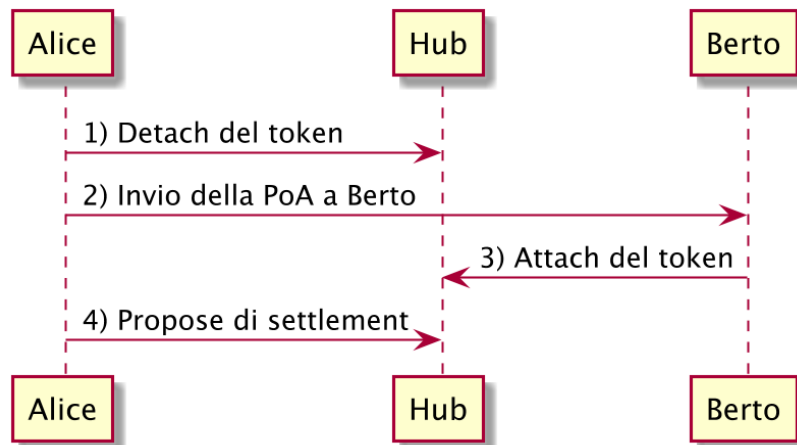 Alice Hub Berto
1) Detach del token
2) Invio della PoA a Berto
3) Attach del token
4) Propose di settlement
Alice Hub Berto